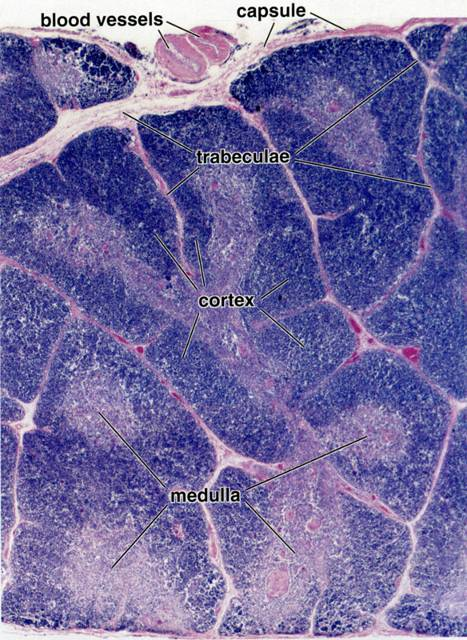 capsule
blood vessels
trabeculae
cortex
medulla